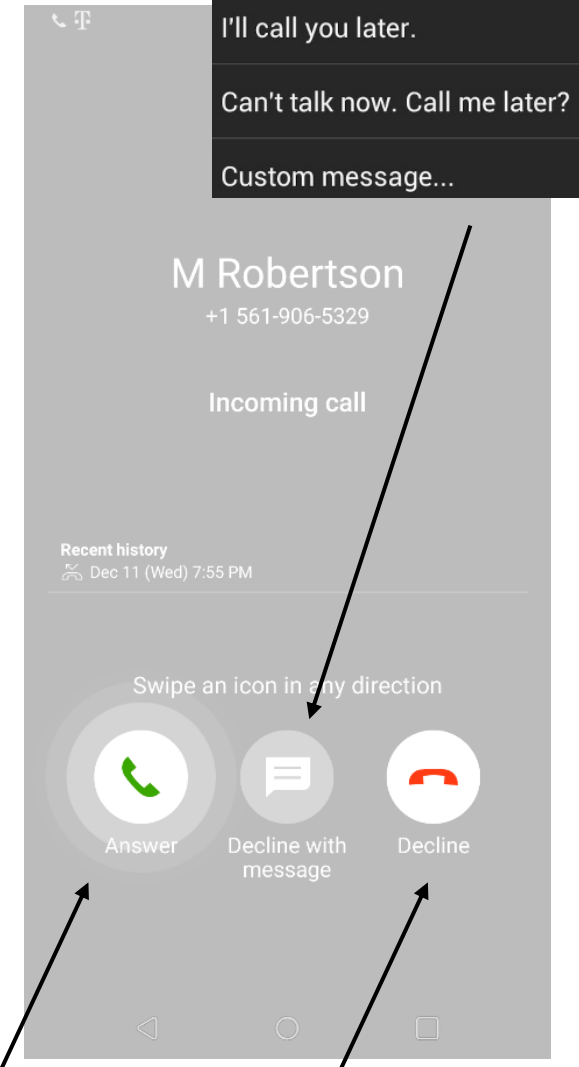 I'll call you later.
Can't talk now. Call me later?
Custom message...
M Robertson
+1 561-906-5329
Incoming call
Recent history
Dec 11 (Wed) 7:55 PM
Swipe an icon in any direction
Answer
Decline with
message
Decline